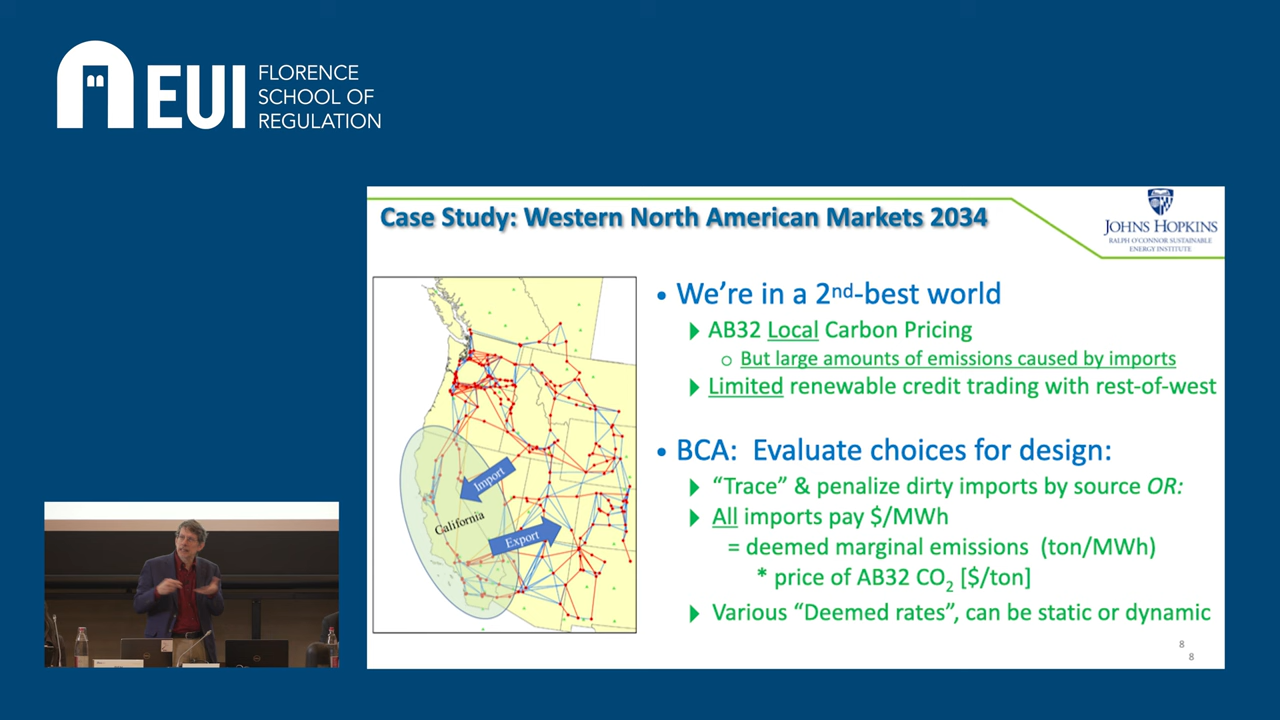 EUI
FLORENCE
SCHOOL OF
REGULATION
Case Study: Western North American Markets 2034
JOHNS HOPKINS
RALPH O'CONNOR SUSTAINABLE
ENERGY INSTITUTE
• We're in a 2nd-best world
AB32 Local Carbon Pricing
o But large amounts of emissions caused by imports
Limited renewable credit trading with rest-of-west
• BCA: Evaluate choices for design:
"Trace" & penalize dirty imports by source OR:
All imports pay $/MWh
= deemed marginal emissions (ton/MWh)
* price of AB32 CO2 [$/ton]
Various "Deemed rates", can be static or dynamic
Import
California
Export
8
8